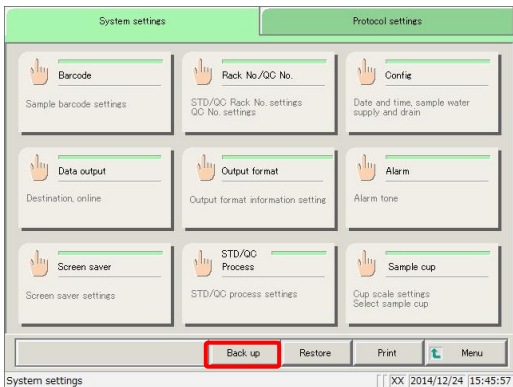 System settings
Protocol settings
Barcode
Sample barcode settings
Rack No./QC No.
STD/QC Rack No. settings
QC No. settings
Config
Date and time, sample water
supply and drain
Data output
Destination, online
Output format
Output format information setting
Alarm
Alarm tone
Screen saver
Screen saver settings
STD/QC
Process
STD/QC process settings
Sample cup
Cup scale settings
Select sample cup
Back up
Restore
Print
Menu
System settings
XX 2014/12/24 15:45:57